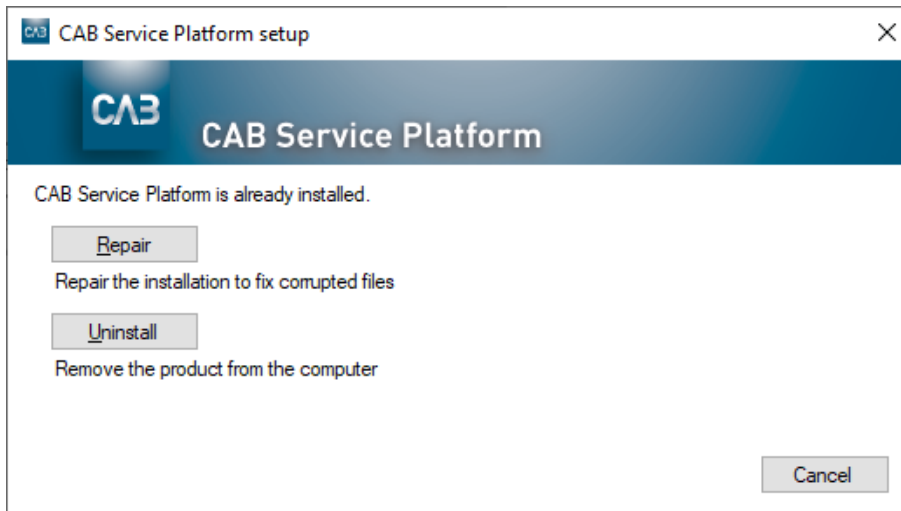 CAB CAB Service Platform setup
CAB
CAB Service Platform
CAB Service Platform is already installed.
Repair
Repair the installation to fix corrupted files
Uninstall
Remove the product from the computer
Cancel